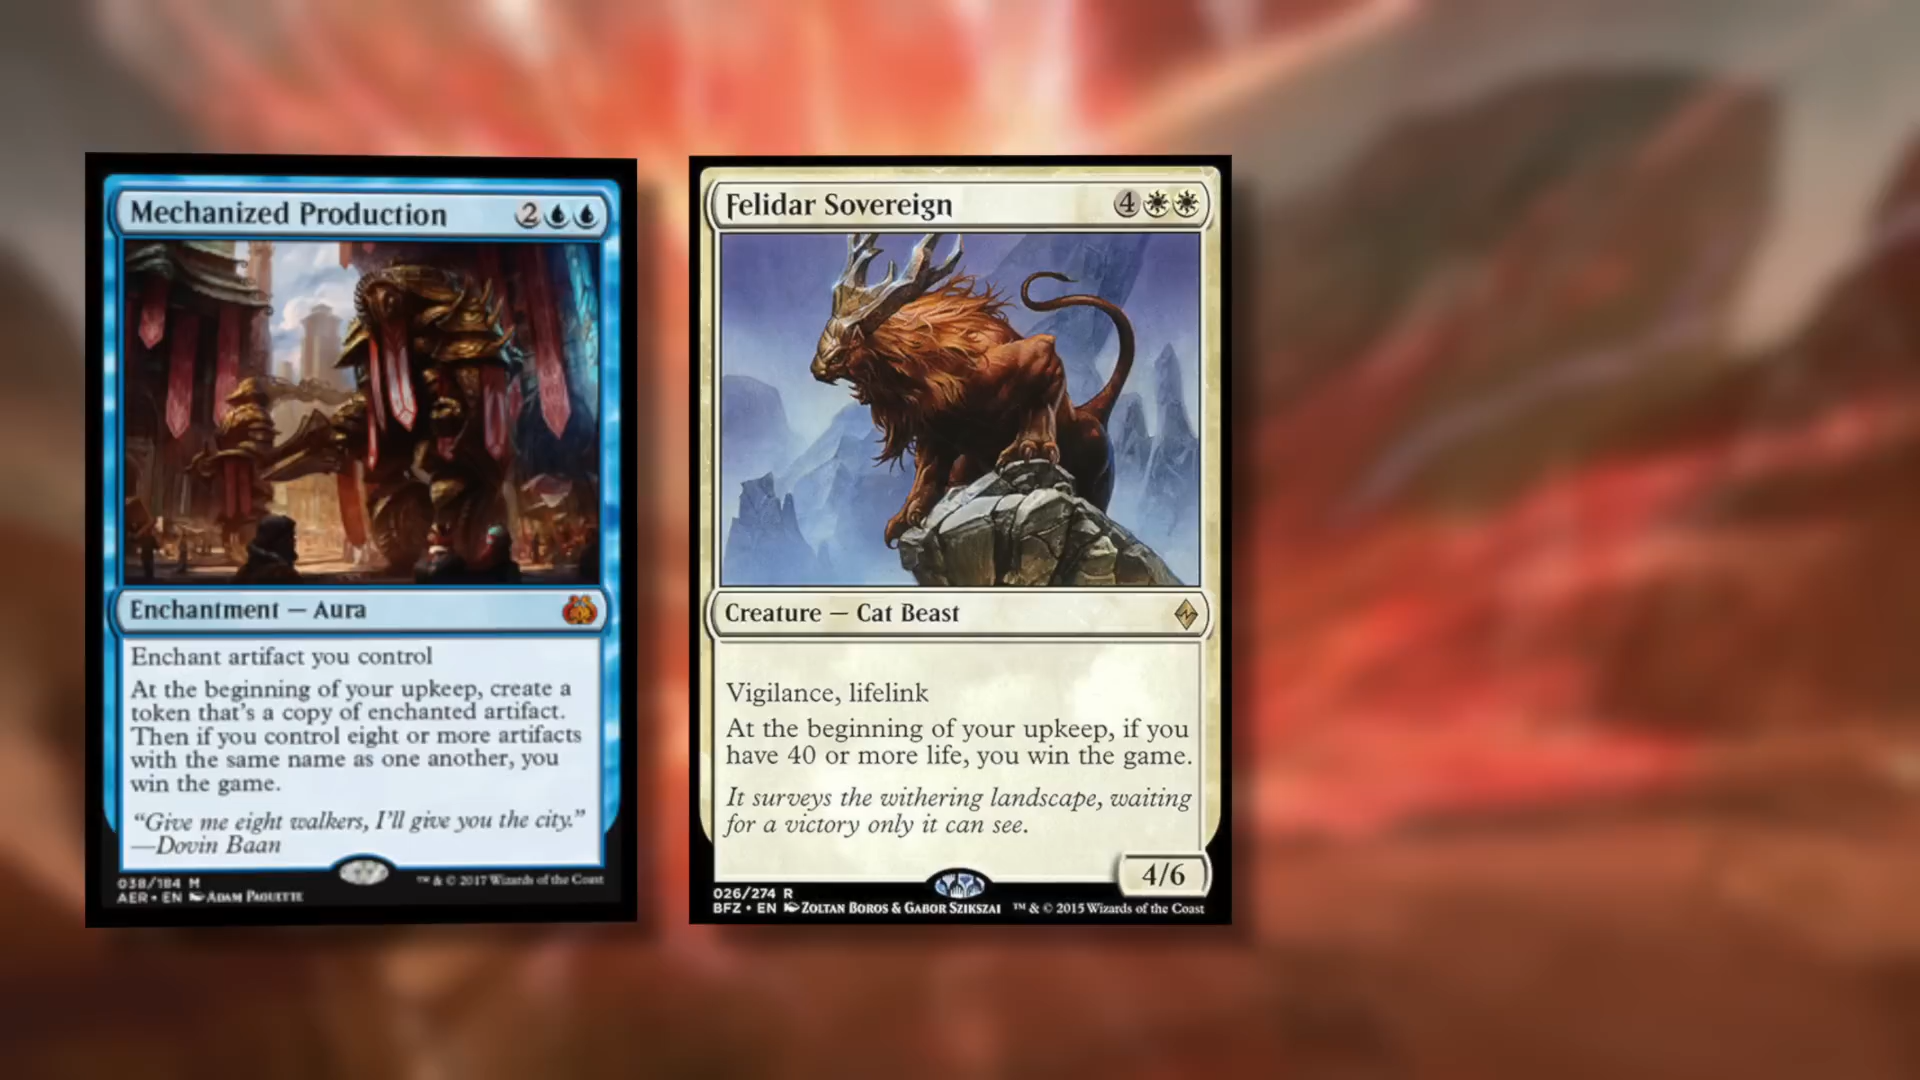 Mechanized Production 2
Enchantment — Aura
Enchant artifact you control
At the beginning of your upkeep, create a
token that's a copy of enchanted artifact.
Then if you control eight or more artifacts
with the same name as one another, you
win the game.
“Give me eight walkers, I'll give you the city.”
—Dovin Baan
038/184 M
AER • EN ADAM PAQUETTE
™ & © 2017 Wizards of the Coast
Felidar Sovereign 4
Creature — Cat Beast
Vigilance, lifelink
At the beginning of your upkeep, if you
have 40 or more life, you win the game.
It surveys the withering landscape, waiting
for a victory only it can see.
4/6
026/274 R
BFZ • EN ZOLTAN BOROS & GABOR SZIKSZAI
™ & © 2015 Wizards of the Coast